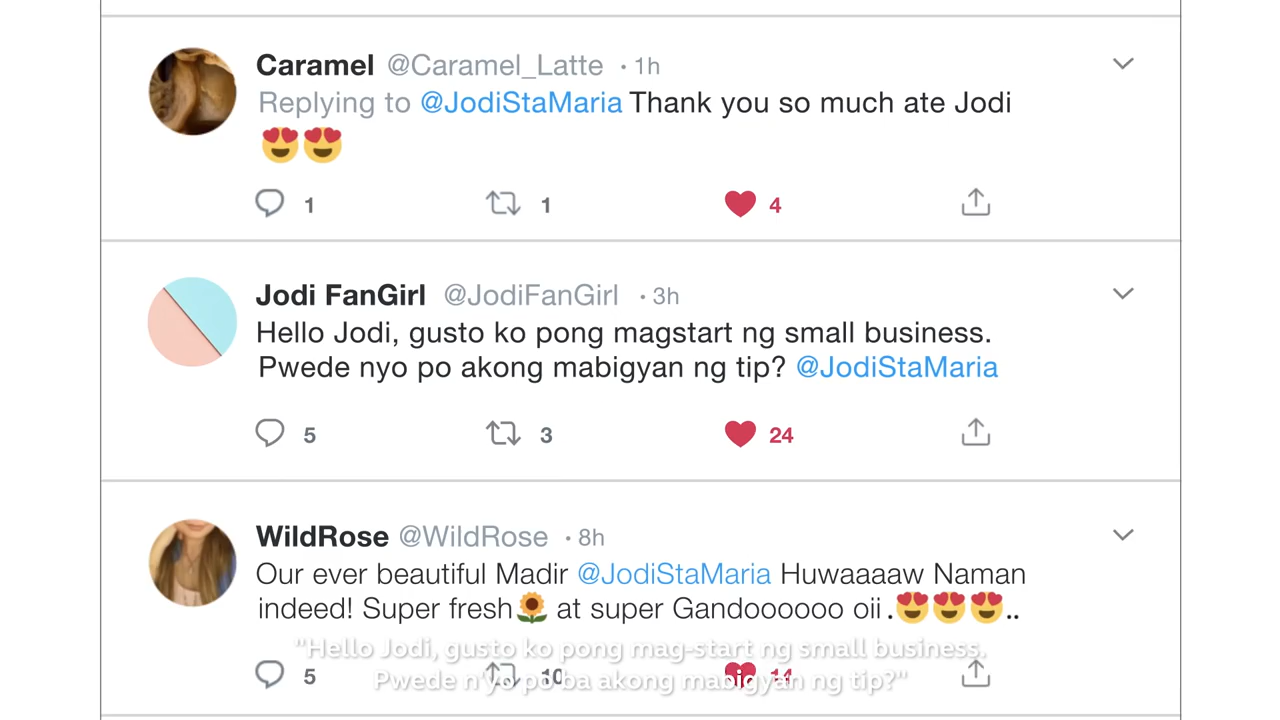 Caramel @Caramel_Latte · 1h
Replying to @JodiStaMaria Thank you so much ate Jodi
😍😍
1 1 4
Jodi FanGirl @JodiFanGirl · 3h
Hello Jodi, gusto ko pong magstart ng small business.
Pwede nyo po akong mabigyan ng tip? @JodiStaMaria
5 3 24
WildRose @WildRose · 8h
Our ever beautiful Madir @JodiStaMaria Huwaaaaw Naman
indeed! Super fresh🌻 at super Gandoooooo oii .😍😍😍..
"Hello Jodi, gusto ko pong mag-start ng small business.
5 10 14
Pwede n'yo po ba akong mabigyan ng tip?"